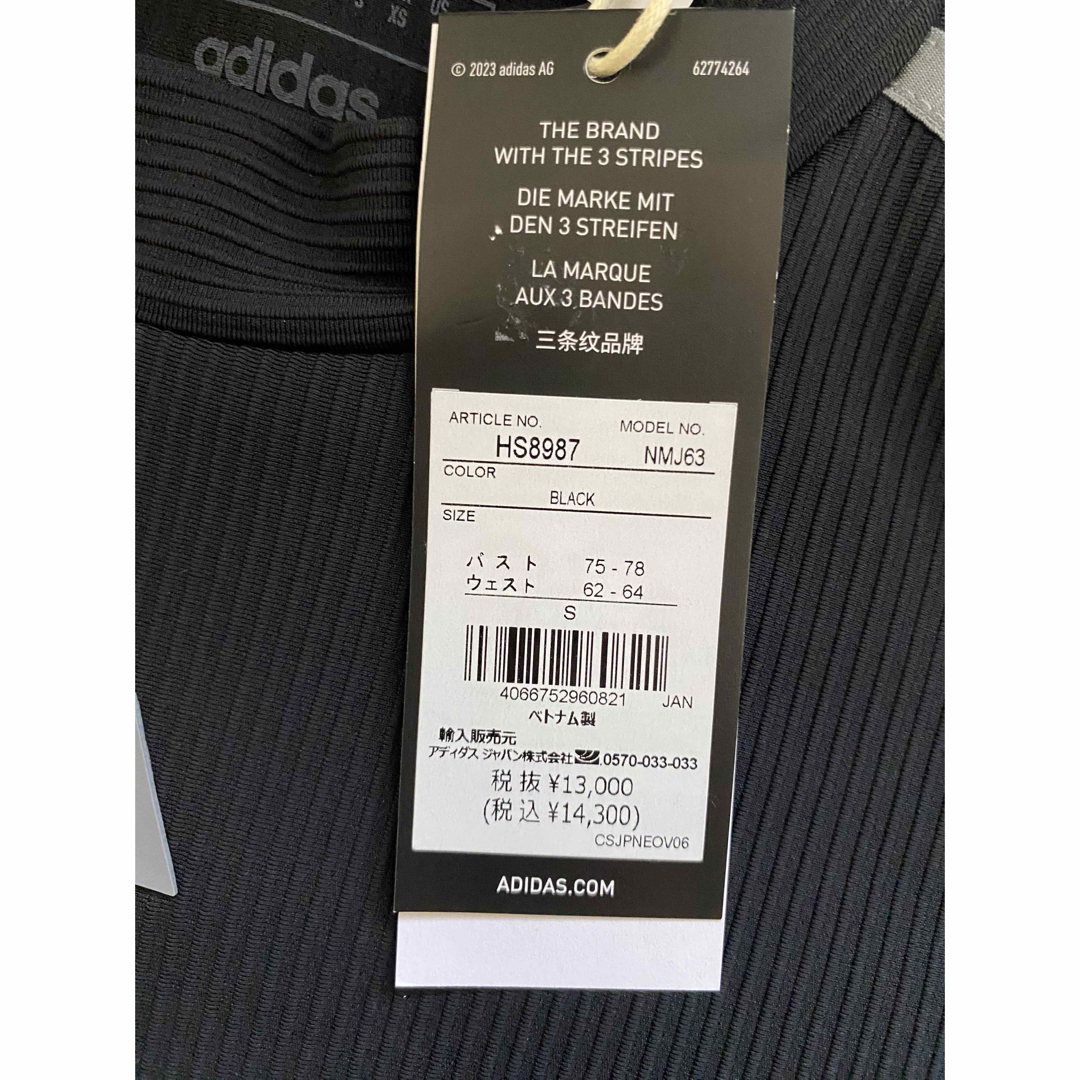 S
XS
US
adidas
© 2023 adidas AG
62774264
THE BRAND
WITH THE 3 STRIPES
DIE MARKE MIT
DEN 3 STREIFEN
LA MARQUE
AUX 3 BANDES
三条纹品牌
ARTICLE NO.
MODEL NO.
HS8987
NMJ63
COLOR
BLACK
SIZE
バスト 75 - 78
ウェスト 62 - 64
S
4066752960821 JAN
ベトナム製
輸入販売元
アディダス ジャパン株式会社 0570-033-033
税抜 ¥13,000
(税込 ¥14,300)
CSJPNEOV06
ADIDAS.COM